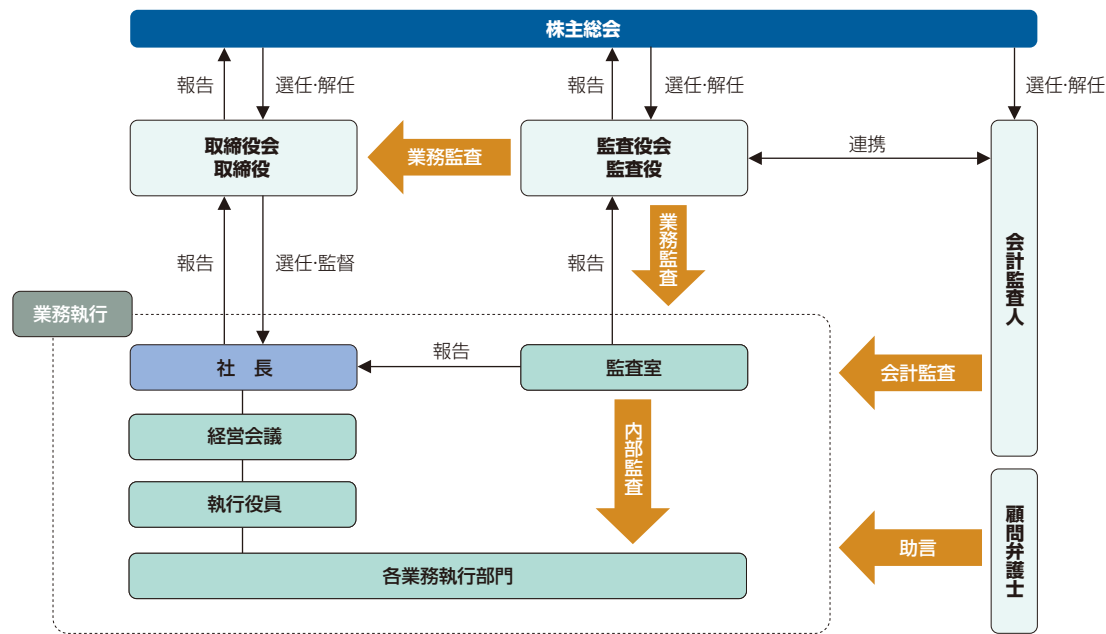 株主総会
報告
選任・解任
報告
選任・解任
選任・解任
取締役会
取締役
業務監査
監査役会
監査役
連携
会計監査人
報告
選任・監督
報告
業務監査
業務執行
社　長
報告
監査室
会計監査
経営会議
内部監査
執行役員
顧問弁護士
助言
各業務執行部門